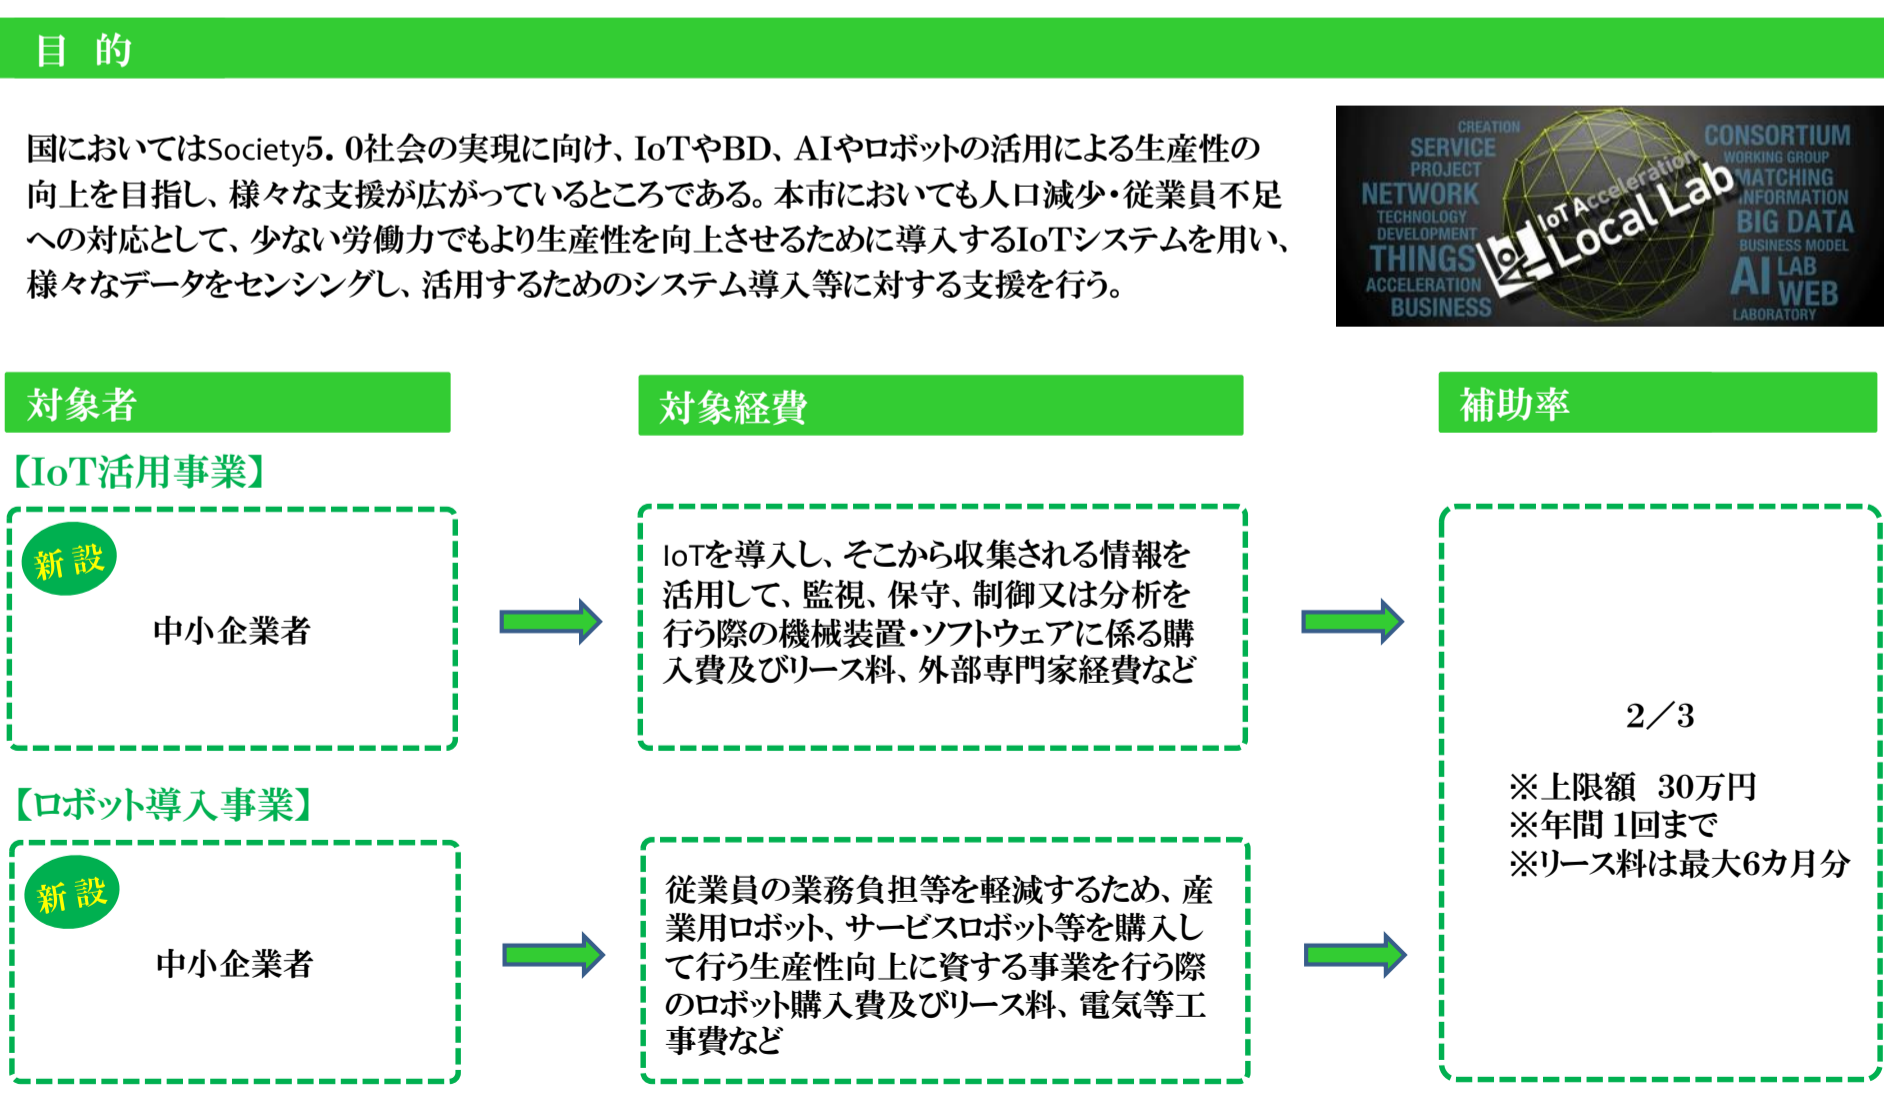 目 的
国においてはSociety5．0社会の実現に向け、IoTやBD、AIやロボットの活用による生産性の
向上を目指し、様々な支援が広がっているところである。本市においても人口減少・従業員不足
への対応として、少ない労働力でもより生産性を向上させるために導入するIoTシステムを用い、
様々なデータをセンシングし、活用するためのシステム導入等に対する支援を行う。
CREATION
SERVICE
PROJECT
NETWORK
TECHNOLOGY
DEVELOPMENT
THINGS
ACCELERATION
BUSINESS
IoT Acceleration
Local Lab
CONSORTIUM
WORKING GROUP
MATCHING
INFORMATION
BIG DATA
BUSINESS MODEL
AI LAB
WEB
LABORATORY
対象者
対象経費
補助率
【IoT活用事業】
新設
中小企業者
IoTを導入し、そこから収集される情報を
活用して、監視、保守、制御又は分析を
行う際の機械装置・ソフトウェアに係る購
入費及びリース料、外部専門家経費など
【ロボット導入事業】
新設
中小企業者
従業員の業務負担等を軽減するため、産
業用ロボット、サービスロボット等を購入し
て行う生産性向上に資する事業を行う際
のロボット購入費及びリース料、電気等工
事費など
2／3
※上限額 30万円
※年間1回まで
※リース料は最大6カ月分